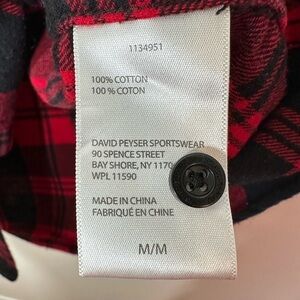 1134951
100% COTTON
100 % COTON
DAVID PEYSER SPORTSWEAR
90 SPENCE STREET
BAY SHORE, NY 1170
WPL 11590
MADE IN CHINA
FABRIQUÉ EN CHINE
M/M